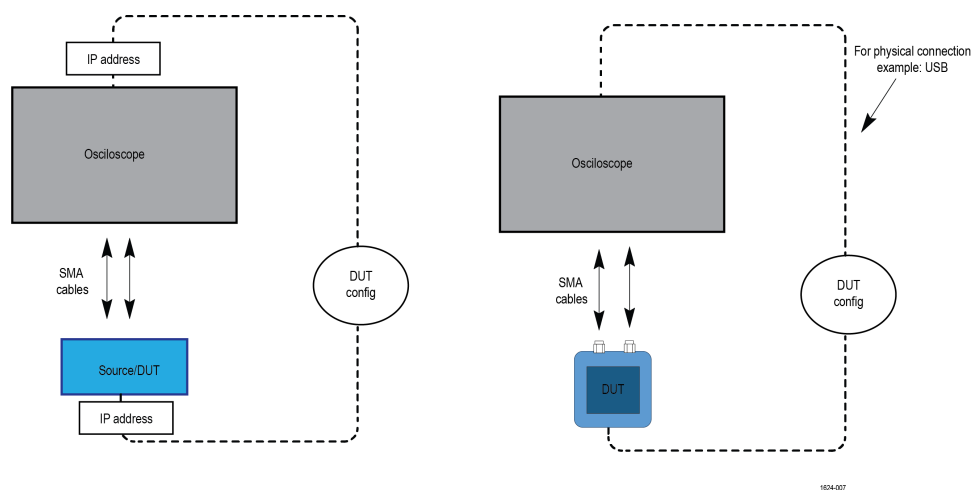 IP address
Osciloscope
SMA
cables
DUT
config
Source/DUT
IP address
For physical connection
example: USB
Osciloscope
SMA
cables
DUT
config
DUT
1624-007